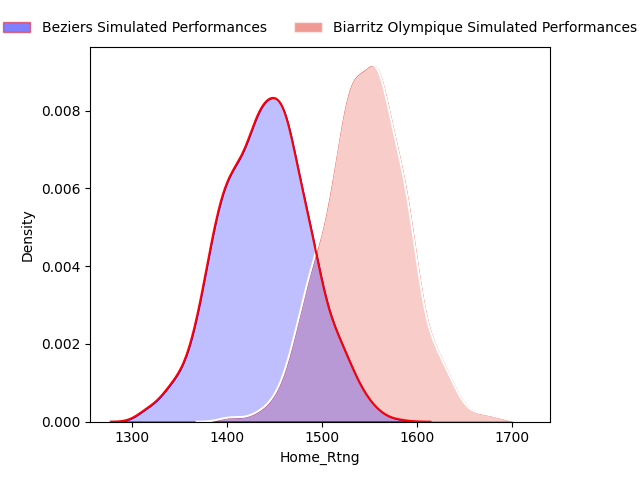 Beziers Simulated Performances
Biarritz Olympique Simulated Performances
0.008
0.006
0.004
0.002
0.000
Density
1300
1400
1500
1600
1700
Home_Rtng